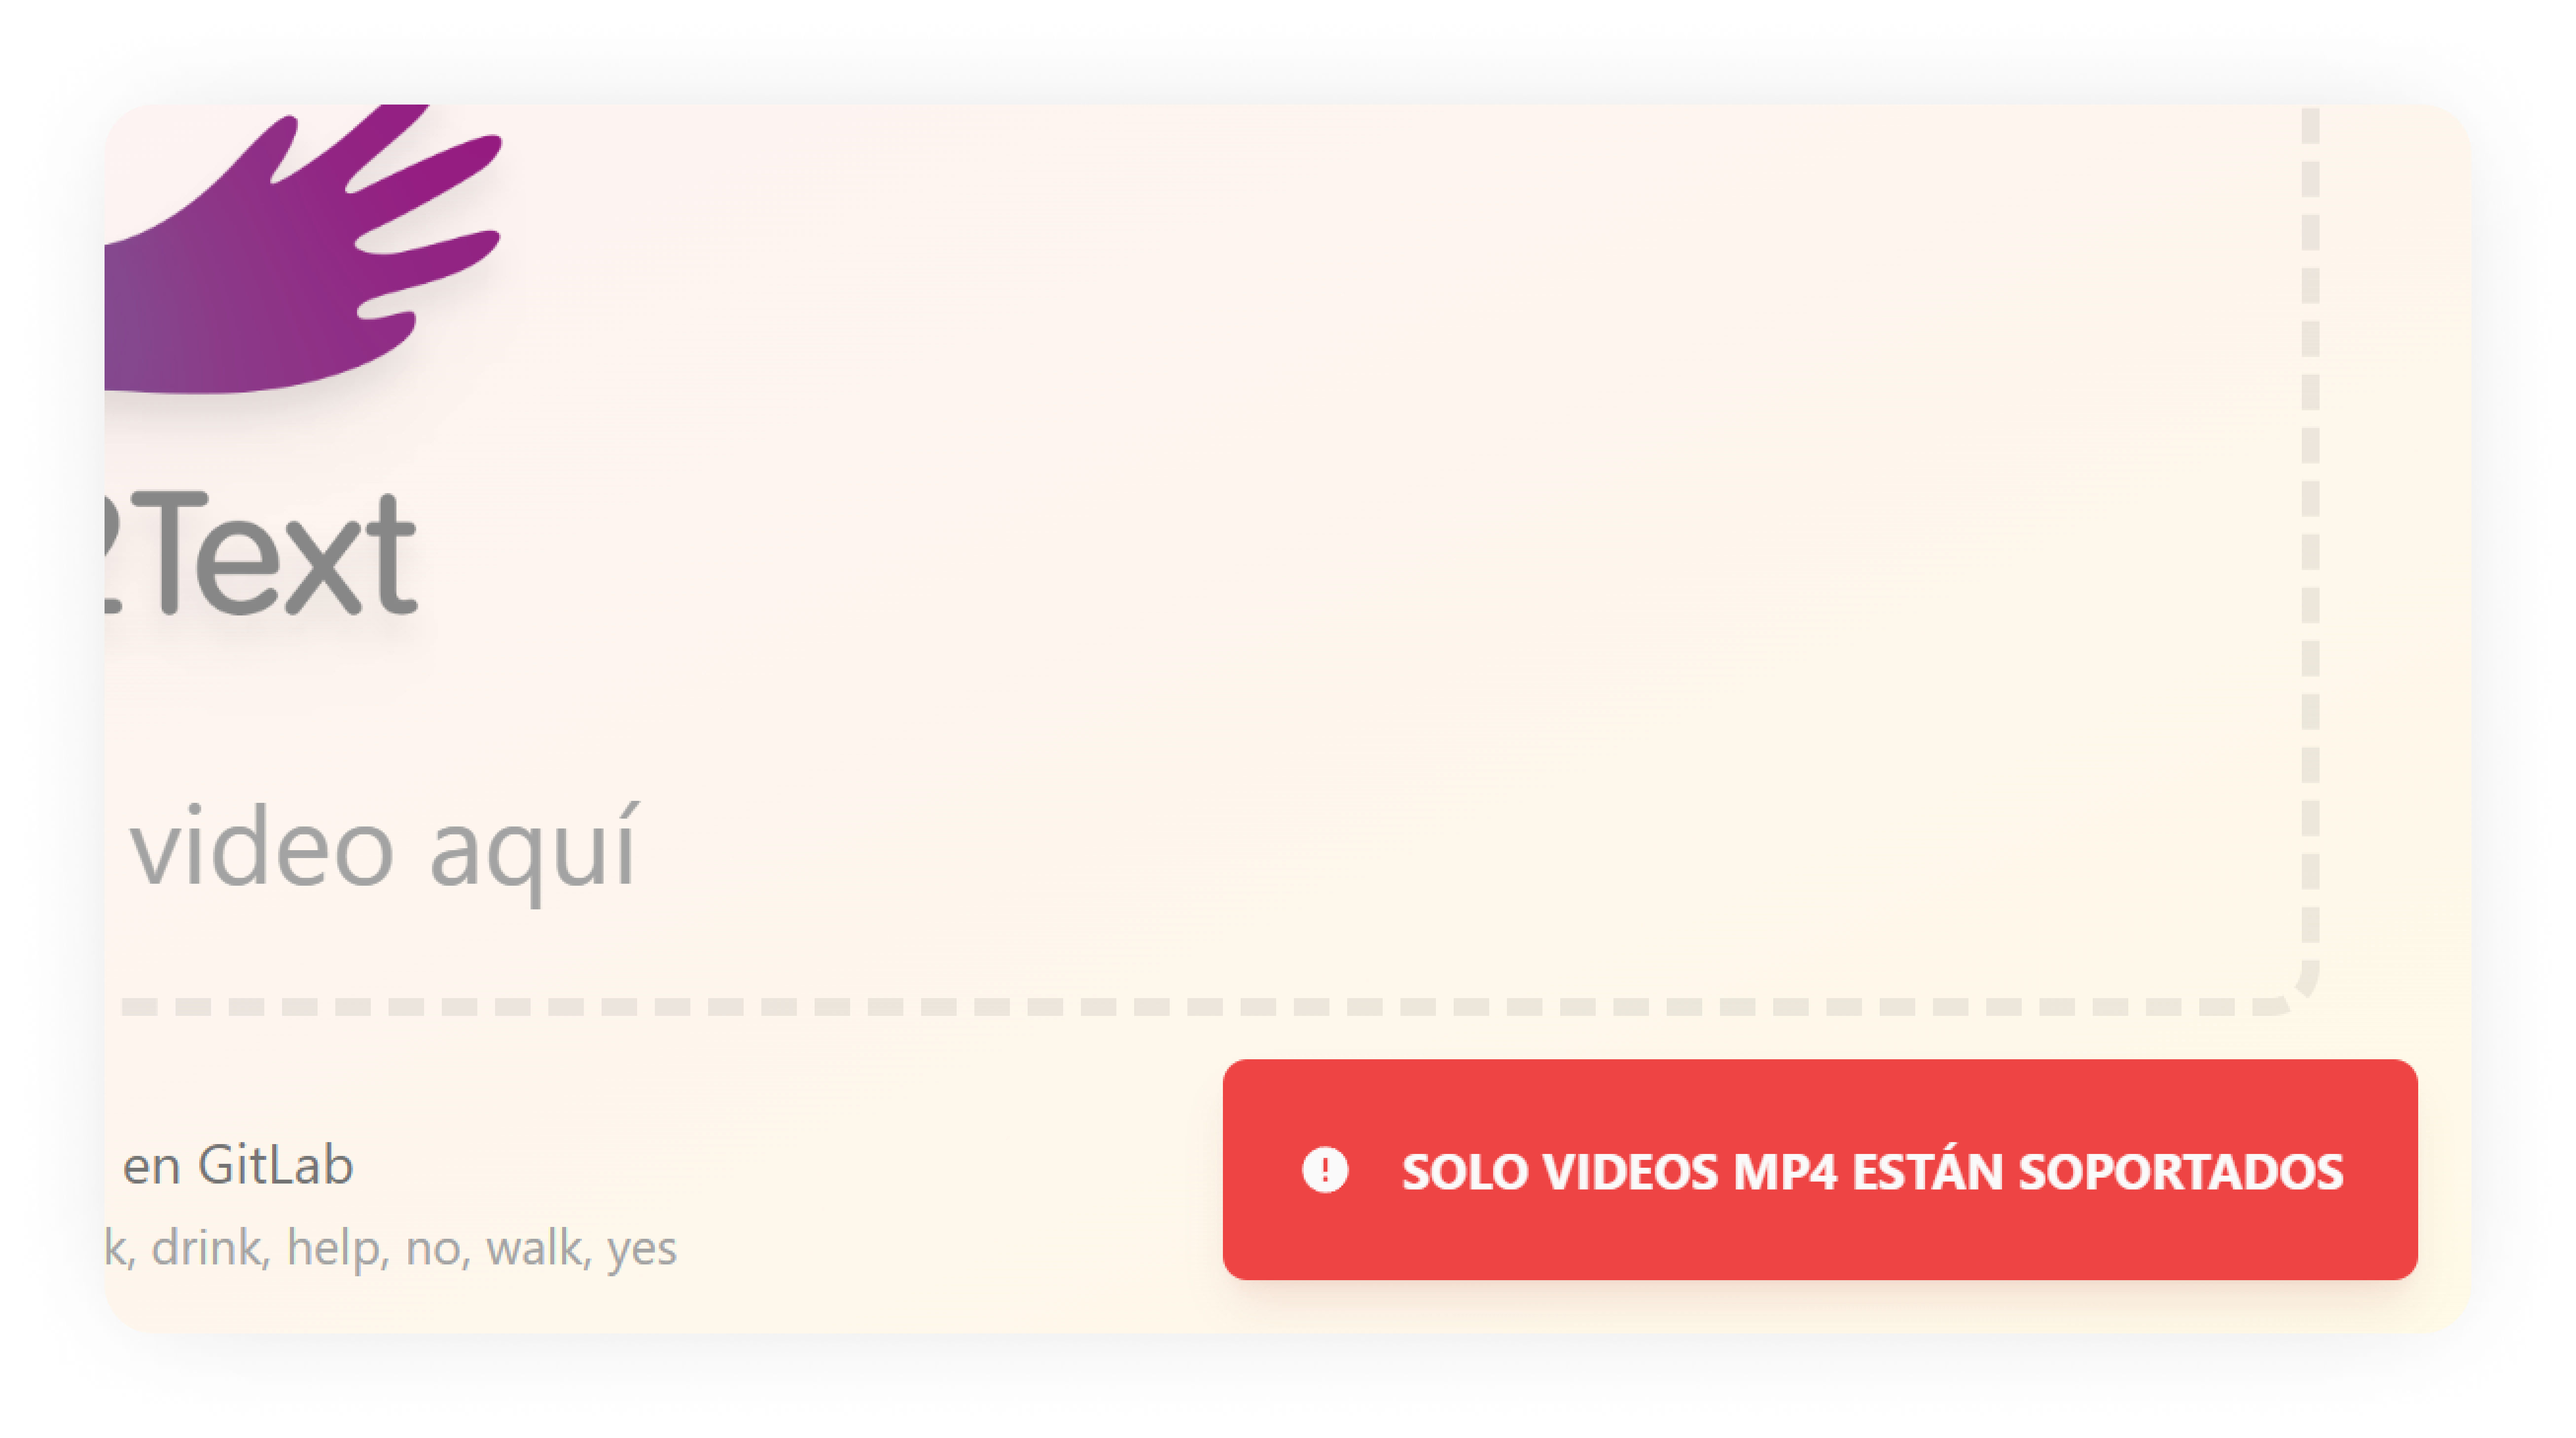 2Text
video aquí
en GitLab
SOLO VIDEOS MP4 ESTÁN SOPORTADOS
k, drink, help, no, walk, yes